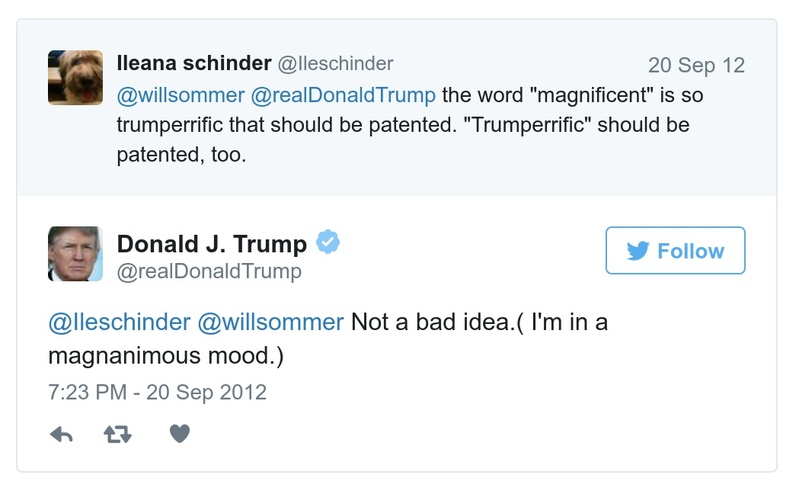 Ileana schinder @Ileschinder 20 Sep 12
@willsommer @realDonaldTrump the word "magnificent" is so
trumperrific that should be patented. "Trumperrific" should be
patented, too.
Donald J. Trump
@realDonaldTrump
Follow
@Ileschinder @willsommer Not a bad idea.( I'm in a
magnanimous mood.)
7:23 PM - 20 Sep 2012